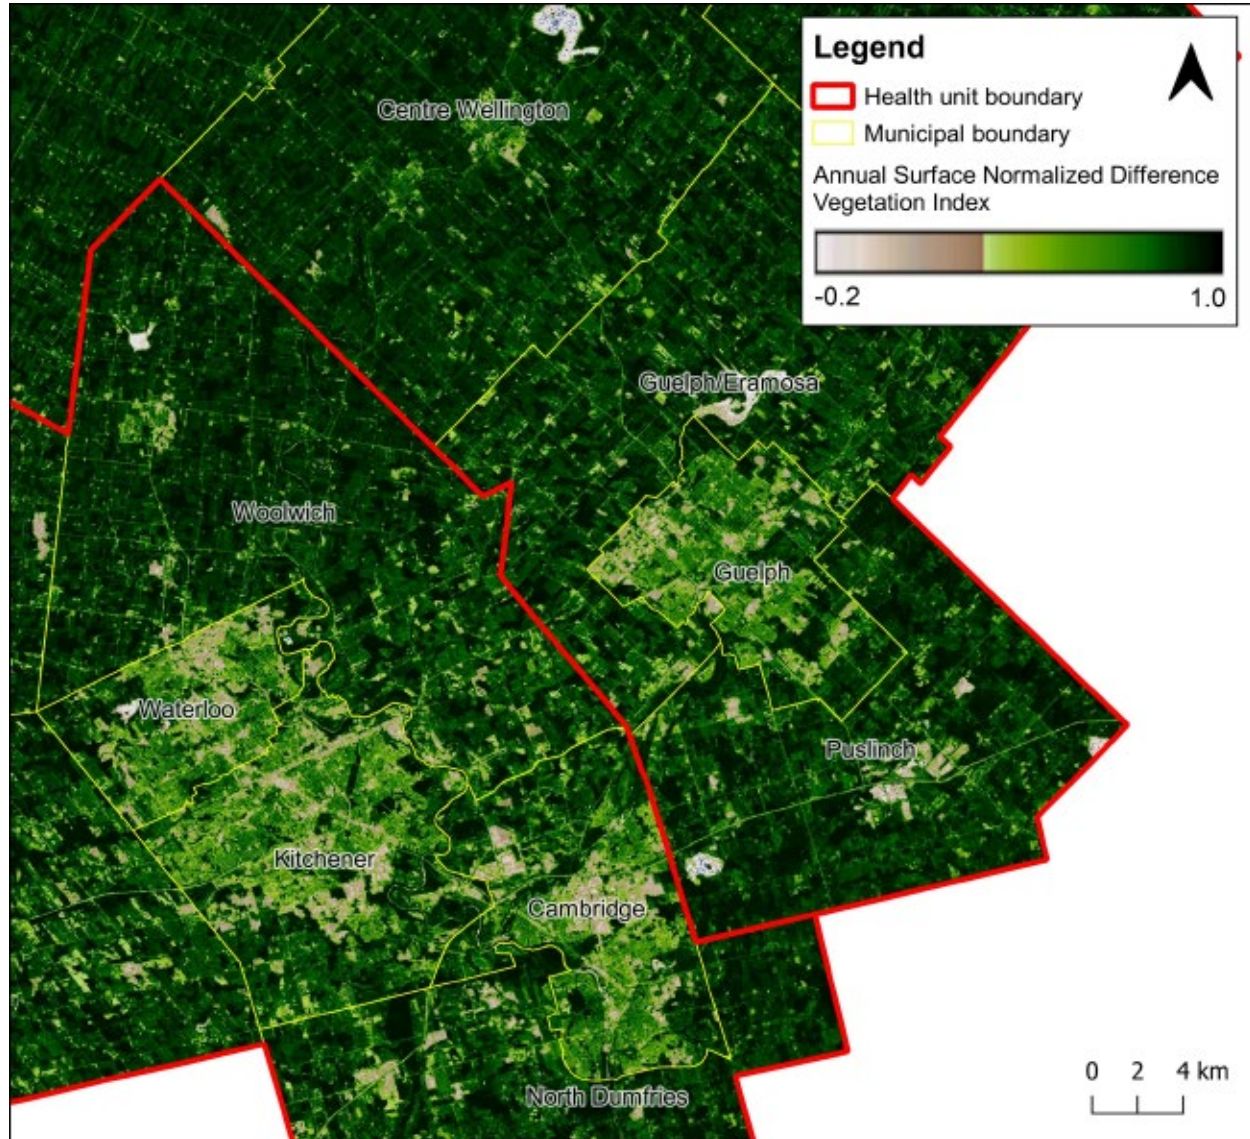 Legend
Health unit boundary
Municipal boundary
Annual Surface Normalized Difference
Vegetation Index
-0.2 1.0
Centre Wellington
Guelph/Eramosa
Woolwich
Guelph
Waterloo
Puslinch
Kitchener
Cambridge
North Dumfries
0 2 4 km